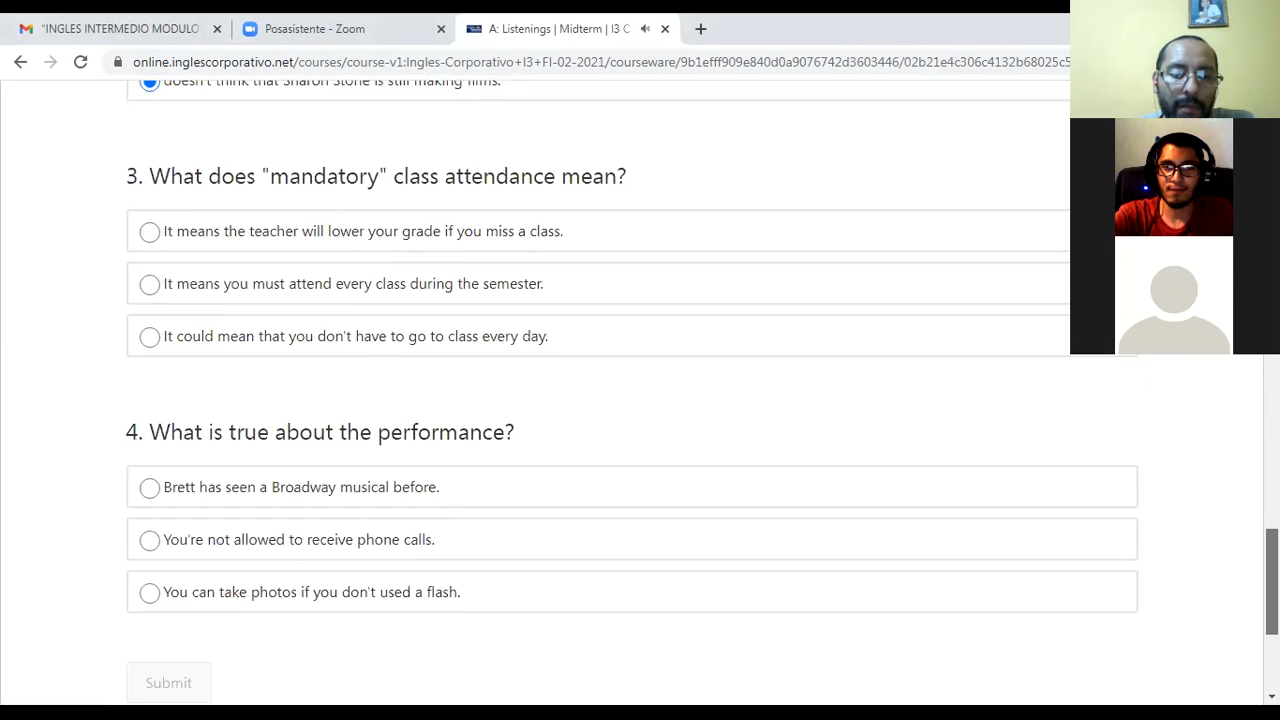 "INGLES INTERMEDIO MODULO
Posasistente - Zoom
A: Listenings | Midterm | I3 C
online.inglescorporativo.net/courses/course-v1:Ingles-Corporativo+I3+FI-02-2021/courseware/9b1efff909e840d0a907b742d3603446/02b21e4c306c4132b68025c5
doesn't think that Sharon Stone is still making films.
3. What does "mandatory" class attendance mean?
It means the teacher will lower your grade if you miss a class.
It means you must attend every class during the semester.
It could mean that you don't have to go to class every day.
4. What is true about the performance?
Brett has seen a Broadway musical before.
You're not allowed to receive phone calls.
You can take photos if you don't used a flash.
Submit